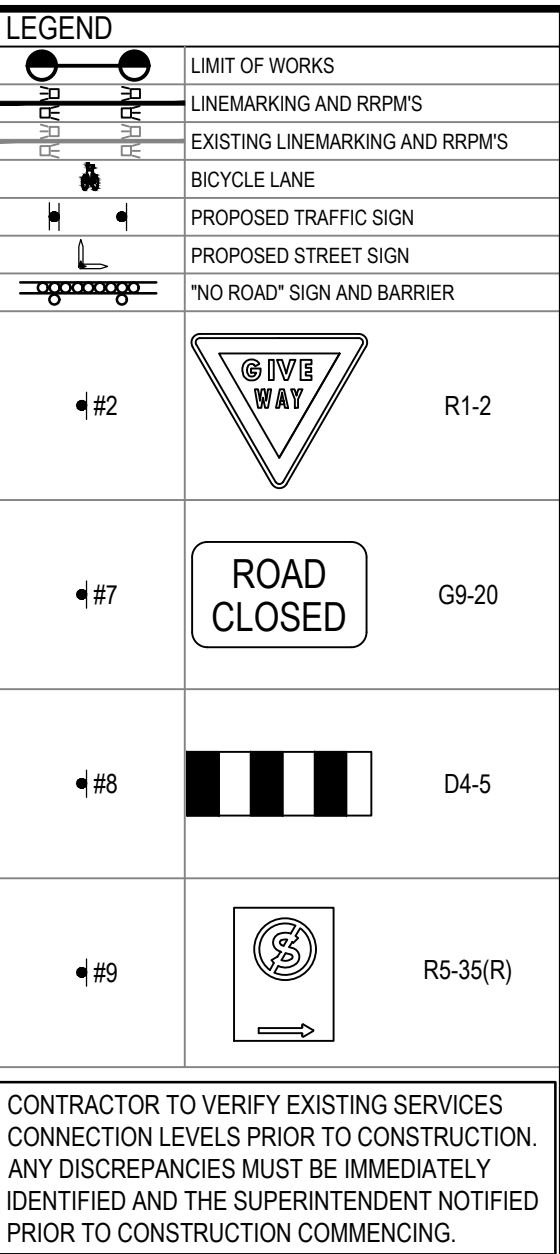 LEGEND
LIMIT OF WORKS
LINEMARKING AND RRPM'S
EXISTING LINEMARKING AND RRPM'S
BICYCLE LANE
PROPOSED TRAFFIC SIGN
PROPOSED STREET SIGN
"NO ROAD" SIGN AND BARRIER
#2
GIVE
WAY
R1-2
#7
ROAD
CLOSED
G9-20
#8
D4-5
#9
S
R5-35(R)
CONTRACTOR TO VERIFY EXISTING SERVICES
CONNECTION LEVELS PRIOR TO CONSTRUCTION.
ANY DISCREPANCIES MUST BE IMMEDIATELY
IDENTIFIED AND THE SUPERINTENDENT NOTIFIED
PRIOR TO CONSTRUCTION COMMENCING.